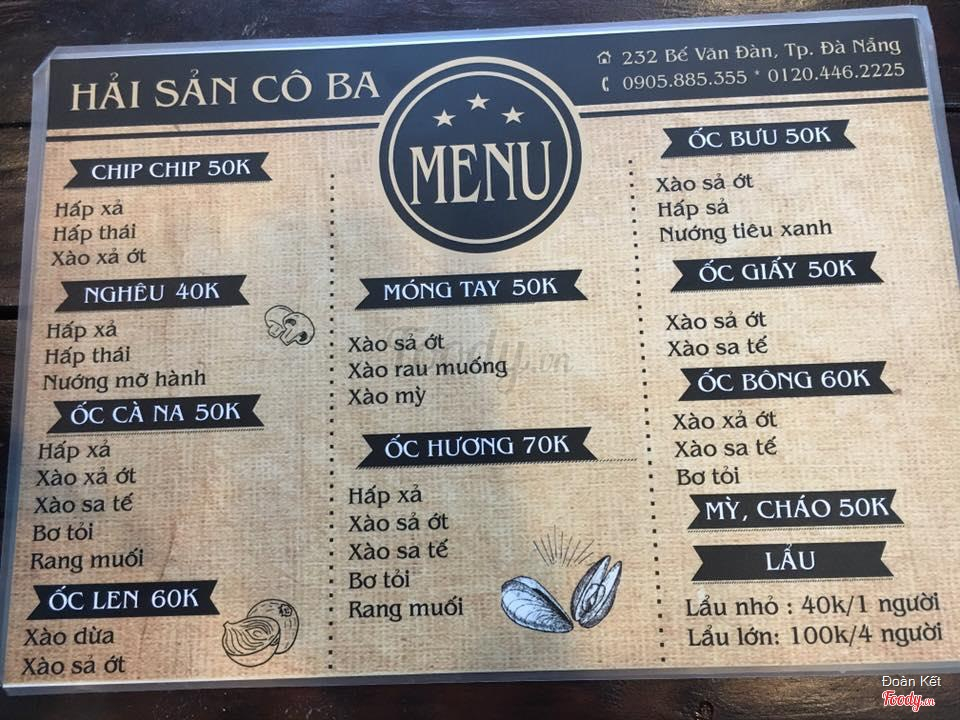 HẢI SẢN CÔ BA
232 Bế Văn Đàn, Tp. Đà Nẳng
0905.885.355 * 0120.446.2225
MENU
CHIP CHIP 50K
Hấp xả
Hấp thái
Xào xả ớt
NGHÊU 40K
Hấp xả
Hấp thái
Nướng mỡ hành
ỐC CÀ NA 50K
Hấp xả
Xào xả ớt
Xào sa tế
Bơ tỏi
Rang muối
ỐC LEN 60K
Xào dừa
Xào sả ớt
MÓNG TAY 50K
Xào sả ớt
Xào rau muống
Xào mỳ
ỐC HƯƠNG 70K
Hấp xả
Xào sả ớt
Xào sa tế
Bơ tỏi
Rang muối
ỐC BƯU 50K
Xào sả ớt
Hấp sả
Nướng tiêu xanh
ỐC GIẤY 50K
Xào sả ớt
Xào sa tế
ỐC BÔNG 60K
Xào xả ớt
Xào sa tế
Bơ tỏi
MỲ, CHÁO 50K
LẨU
Lẩu nhỏ : 40k/1 người
Lẩu lớn: 100k/4 người
Foody.vn
Đoàn Kết
Foody.vn